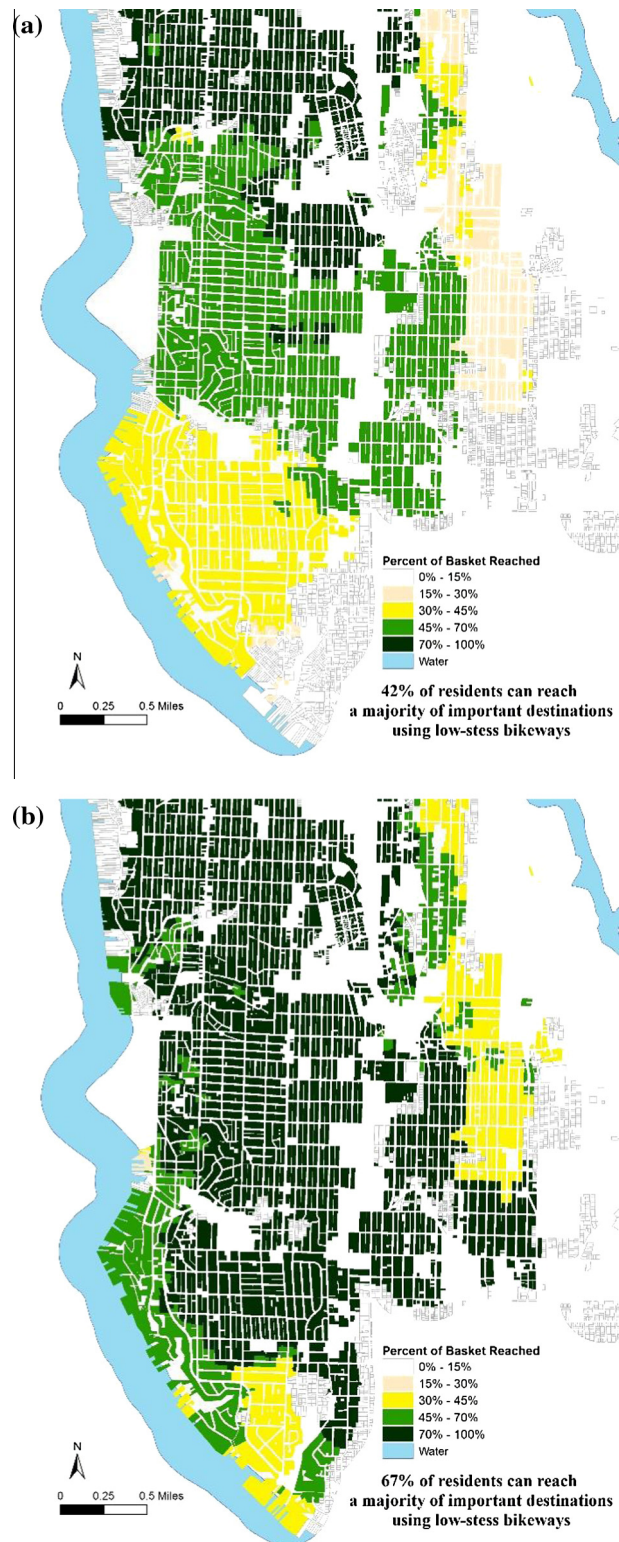 (a)
Percent of Basket Reached
0% - 15%
15% - 30%
30% - 45%
45% - 70%
70% - 100%
Water
N
0 0.25 0.5 Miles
42% of residents can reach
a majority of important destinations
using low-stess bikeways
(b)
Percent of Basket Reached
0% - 15%
15% - 30%
30% - 45%
45% - 70%
70% - 100%
Water
N
0 0.25 0.5 Miles
67% of residents can reach
a majority of important destinations
using low-stess bikeways